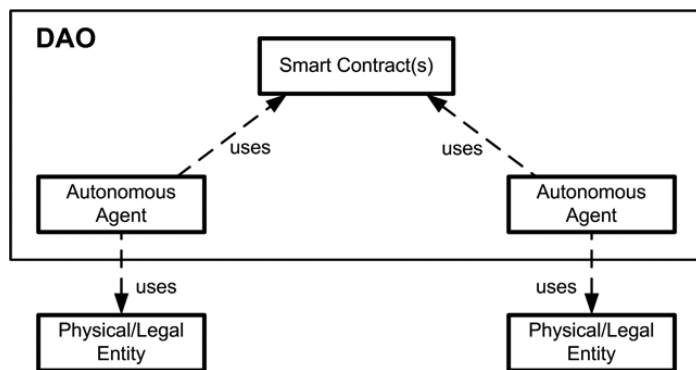 DAO
Smart Contract(s)
uses
uses
Autonomous
Agent
Autonomous
Agent
uses
uses
Physical/Legal
Entity
Physical/Legal
Entity